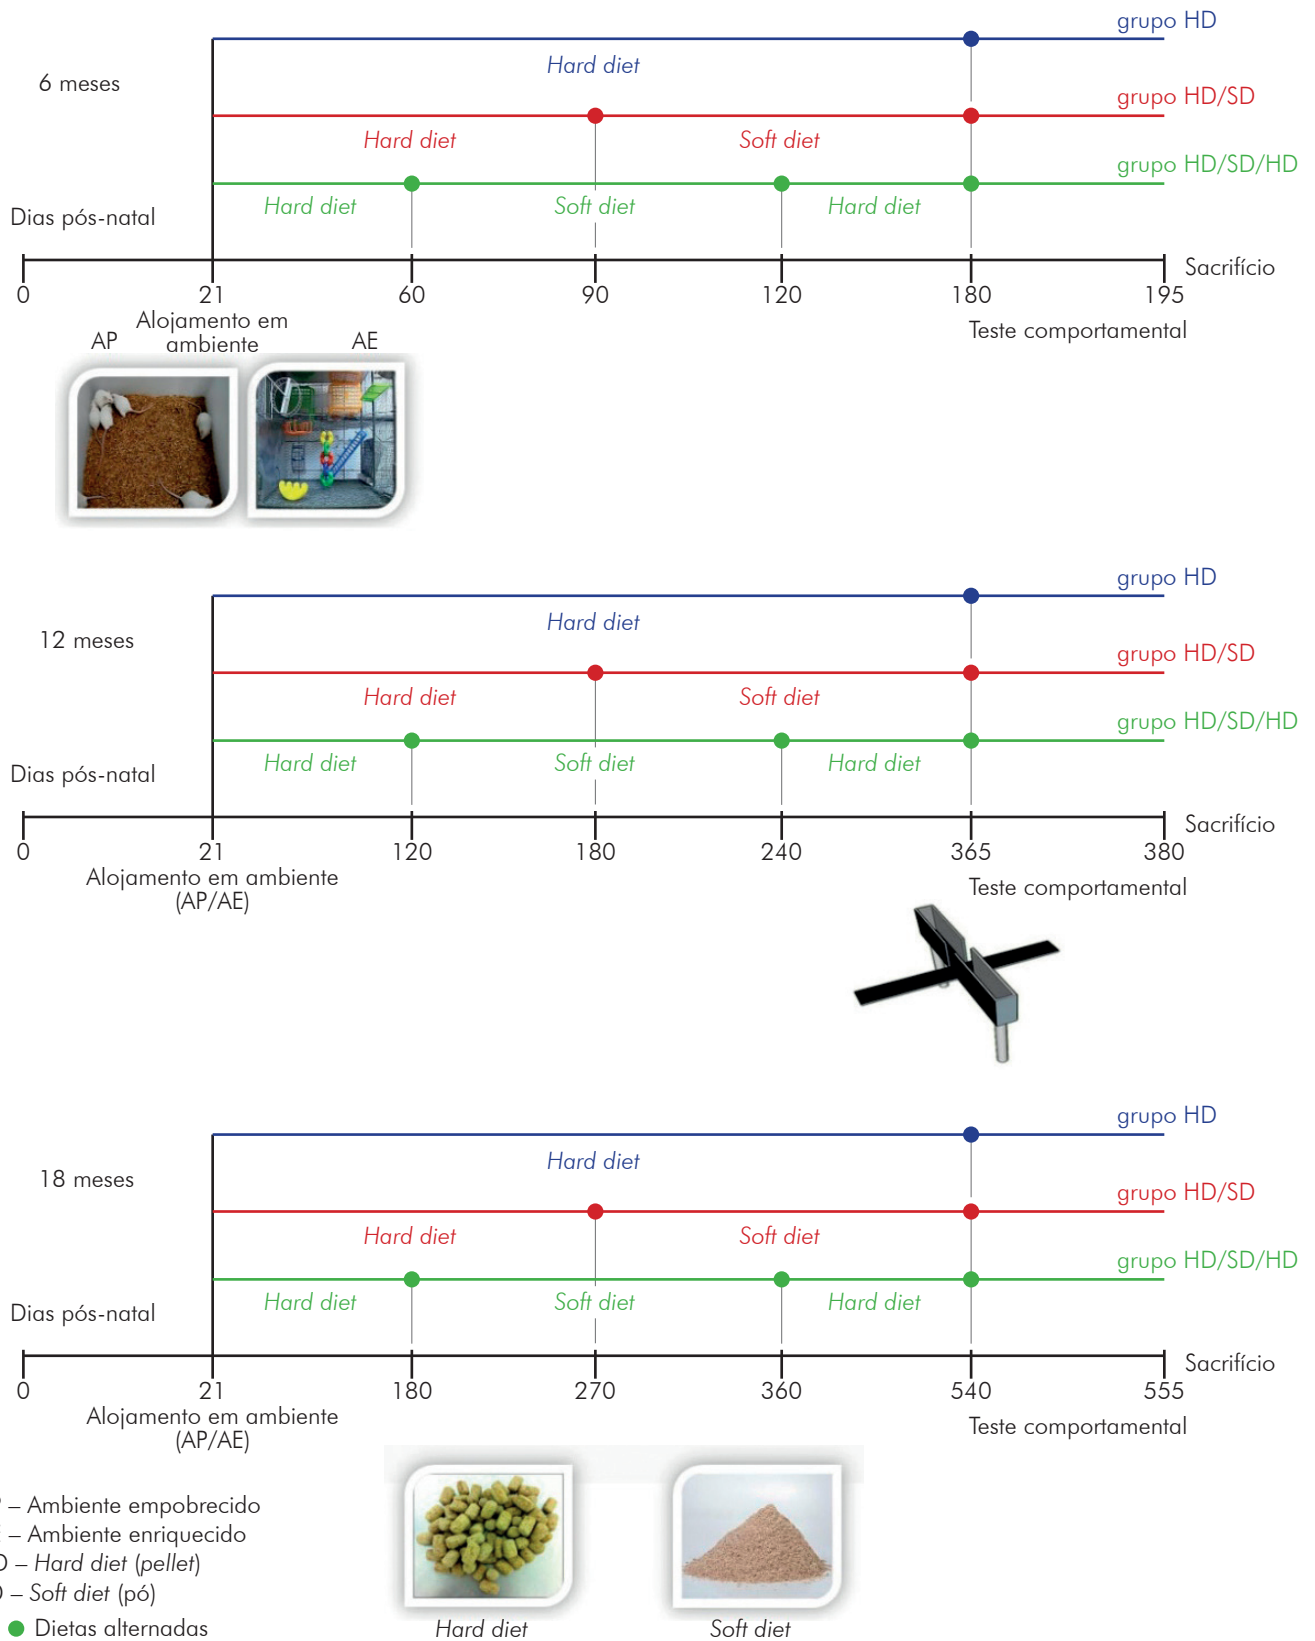 grupo HD
Hard diet
6 meses
grupo HD/SD
Hard diet Soft diet
grupo HD/SD/HD
Hard diet Soft diet Hard diet
Dias pós-natal
Sacrifício
0 21 60 90 120 180 195
Alojamento em
ambiente
Teste comportamental
AP AE
grupo HD
Hard diet
12 meses
grupo HD/SD
Hard diet Soft diet
grupo HD/SD/HD
Hard diet Soft diet Hard diet
Dias pós-natal
Sacrifício
0 21 120 180 240 365 380
Alojamento em ambiente
(AP/AE)
Teste comportamental
grupo HD
Hard diet
18 meses
grupo HD/SD
Hard diet Soft diet
grupo HD/SD/HD
Hard diet Soft diet Hard diet
Dias pós-natal
Sacrifício
0 21 180 270 360 540 555
Alojamento em ambiente
(AP/AE)
Teste comportamental
– Ambiente empobrecido
– Ambiente enriquecido
– Hard diet (pellet)
– Soft diet (pó)
Dietas alternadas
Hard diet Soft diet